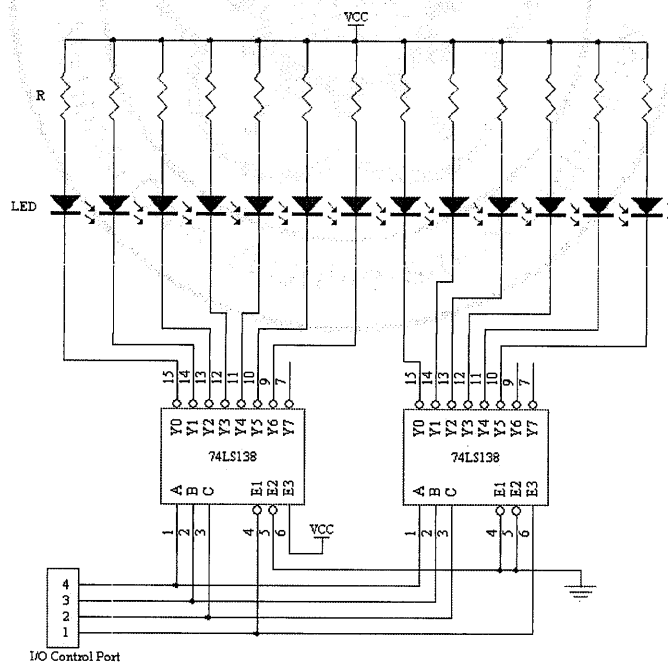 VCC
R
LED
15 14 13 12 11 10 9 7
15 14 13 12 11 10 9 7
Y0 Y1 Y2 Y3 Y4 Y5 Y6 Y7
Y0 Y1 Y2 Y3 Y4 Y5 Y6 Y7
74LS138
74LS138
A B C E1 E2 E3
A B C E1 E2 E3
1 2 3 4 5 6
VCC
1 2 3 4 5 6
4
3
2
1
I/O Control Port